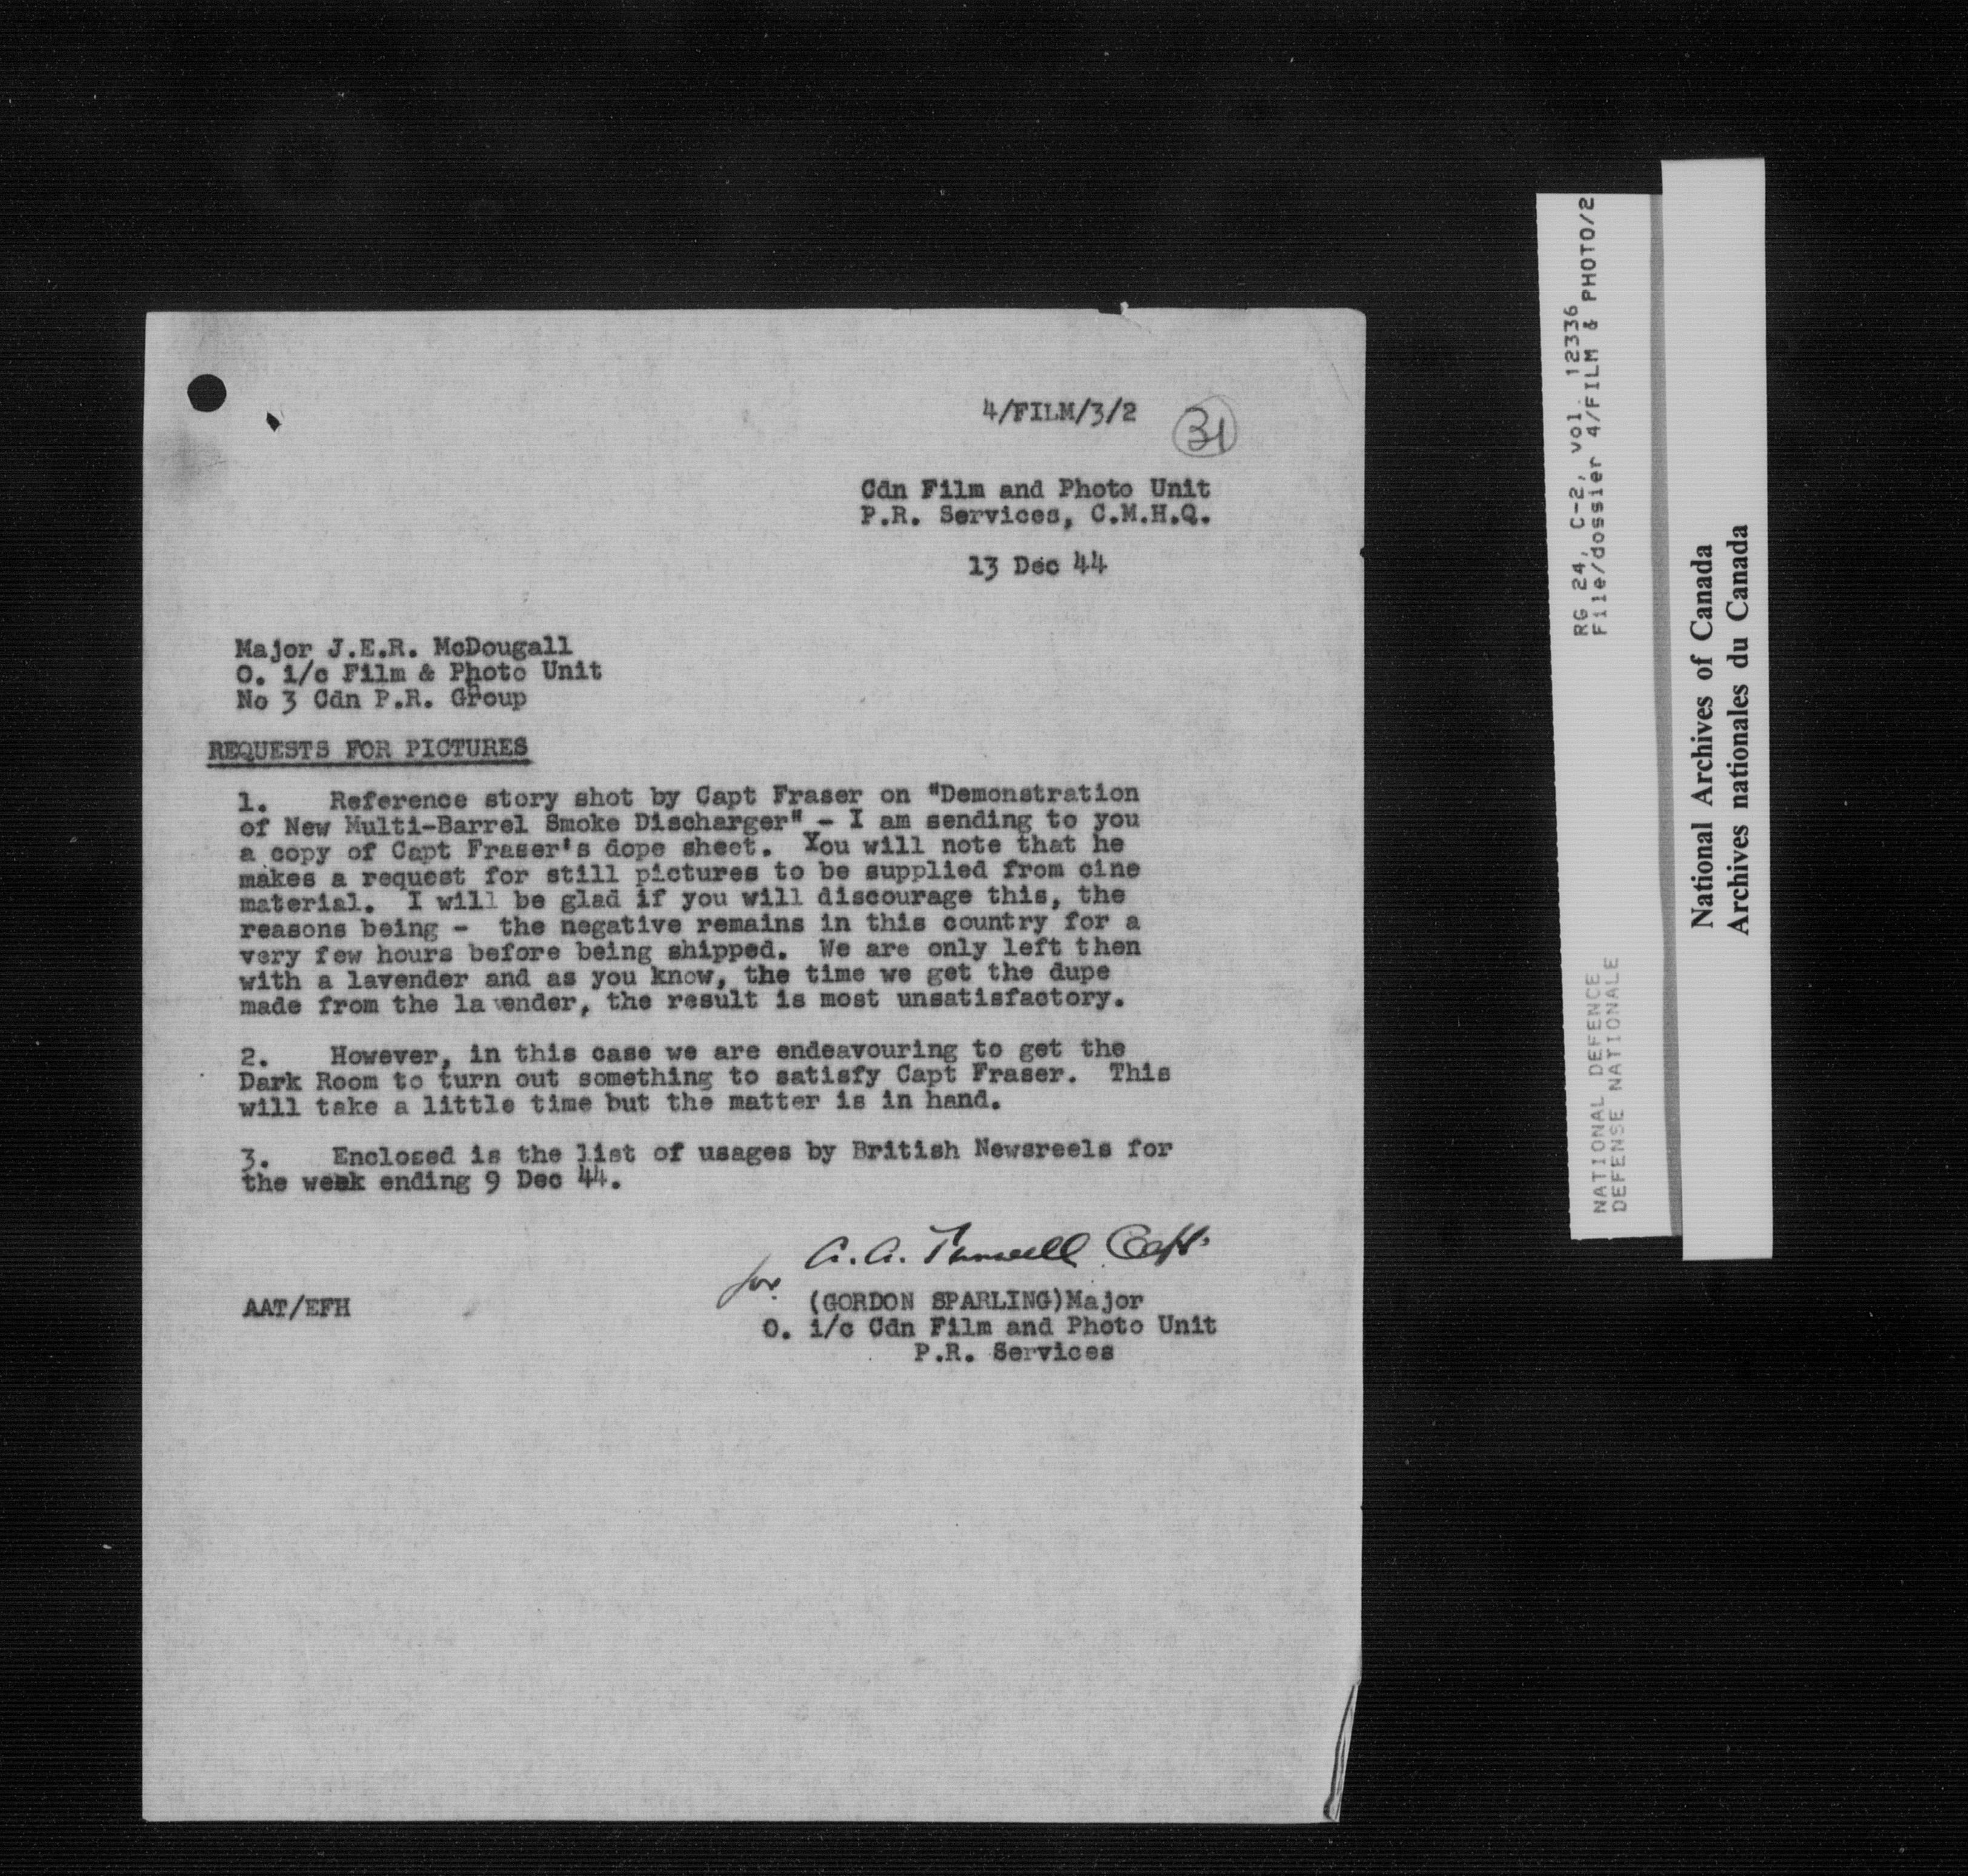 4/FILM/3/2
31
Cdn Film and Photo Unit
P.R. Services, C.M.H.Q.
13 Dec 44
Major J.E.R. McDougall
O. i/c Film & Photo Unit
No 3 Cdn P.R. Group
REQUESTS FOR PICTURES
1. Reference story shot by Capt Fraser on "Demonstration
of New Multi-Barrel Smoke Discharger" - I am sending to you
a copy of Capt Fraser's dope sheet. You will note that he
makes a request for still pictures to be supplied from cine
material. I will be glad if you will discourage this, the
reasons being - the negative remains in this country for a
very few hours before being shipped. We are only left then
with a lavender and as you know, the time we get the dupe
made from the la vender, the result is most unsatisfactory.
2. However, in this case we are endeavouring to get the
Dark Room to turn out something to satisfy Capt Fraser. This
will take a little time but the matter is in hand.
3. Enclosed is the list of usages by British Newsreels for
the week ending 9 Dec 44.
A.A. Capt.
for
AAT/EFH
(GORDON SPARLING)Major
O. i/c Cdn Film and Photo Unit
P.R. Services
RG 24, C-2, vol. 12336
File/dossier 4/FILM & PHOTO/2
NATIONAL DEFENCE
DEFENSE NATIONALE
National Archives of Canada
Archives nationales du Canada